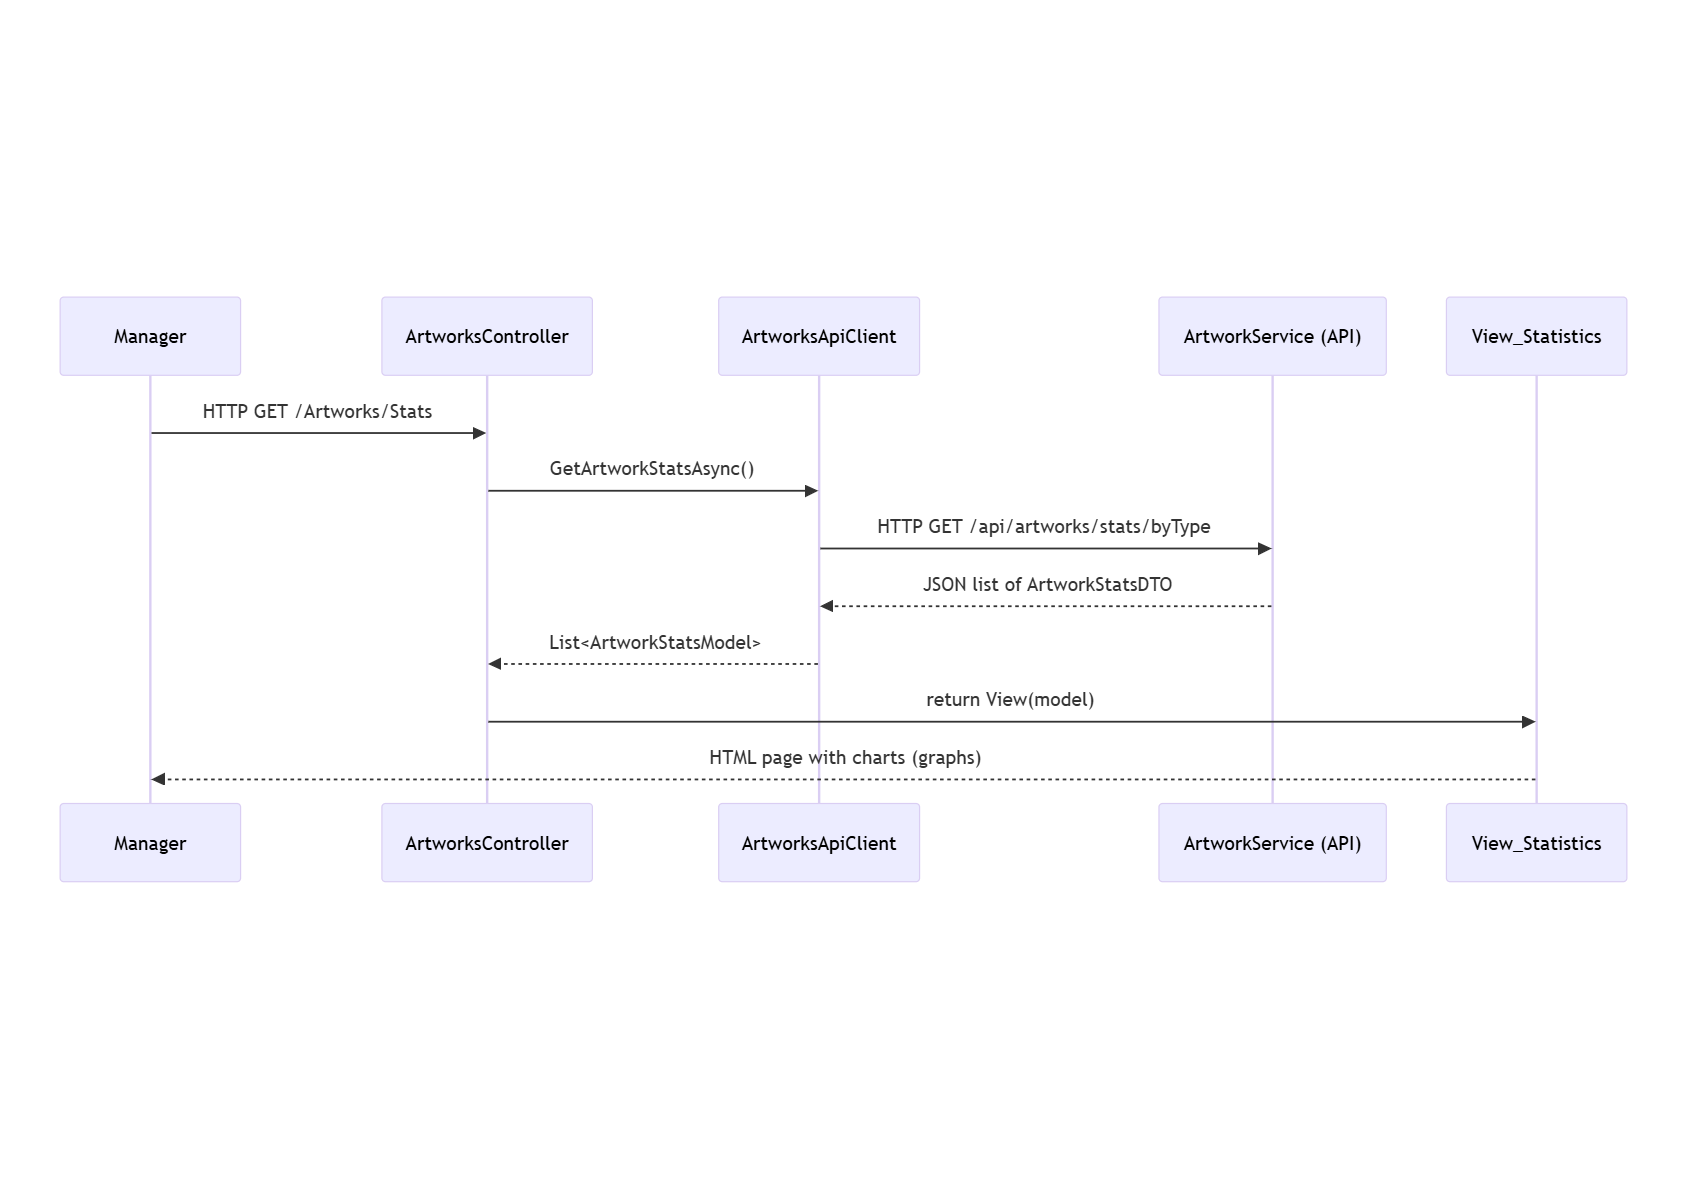 Manager
ArtworksController
ArtworksApiClient
ArtworkService (API)
View_Statistics
HTTP GET /Artworks/Stats
GetArtworkStatsAsync()
HTTP GET /api/artworks/stats/byType
JSON list of ArtworkStatsDTO
List<ArtworkStatsModel>
return View(model)
HTML page with charts (graphs)
Manager
ArtworksController
ArtworksApiClient
ArtworkService (API)
View_Statistics